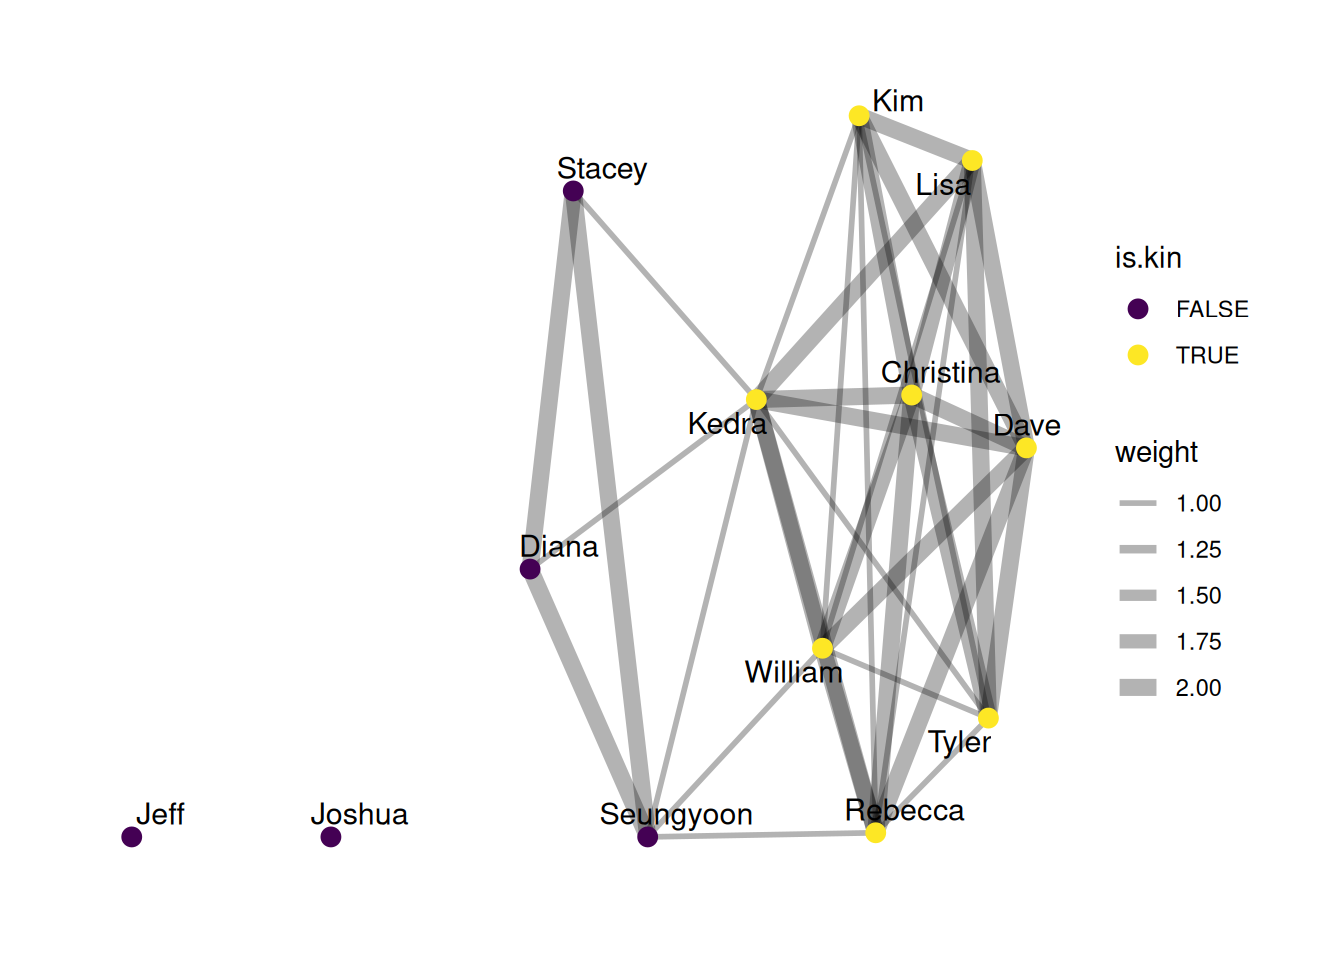 Kim
Stacey
Lisa
is.kin
FALSE
TRUE
Christina
Kedra
Dave
weight
1.00
1.25
Diana
1.50
1.75
William
2.00
Tyler
Jeff
Joshua
Seungyoon
Rebecca